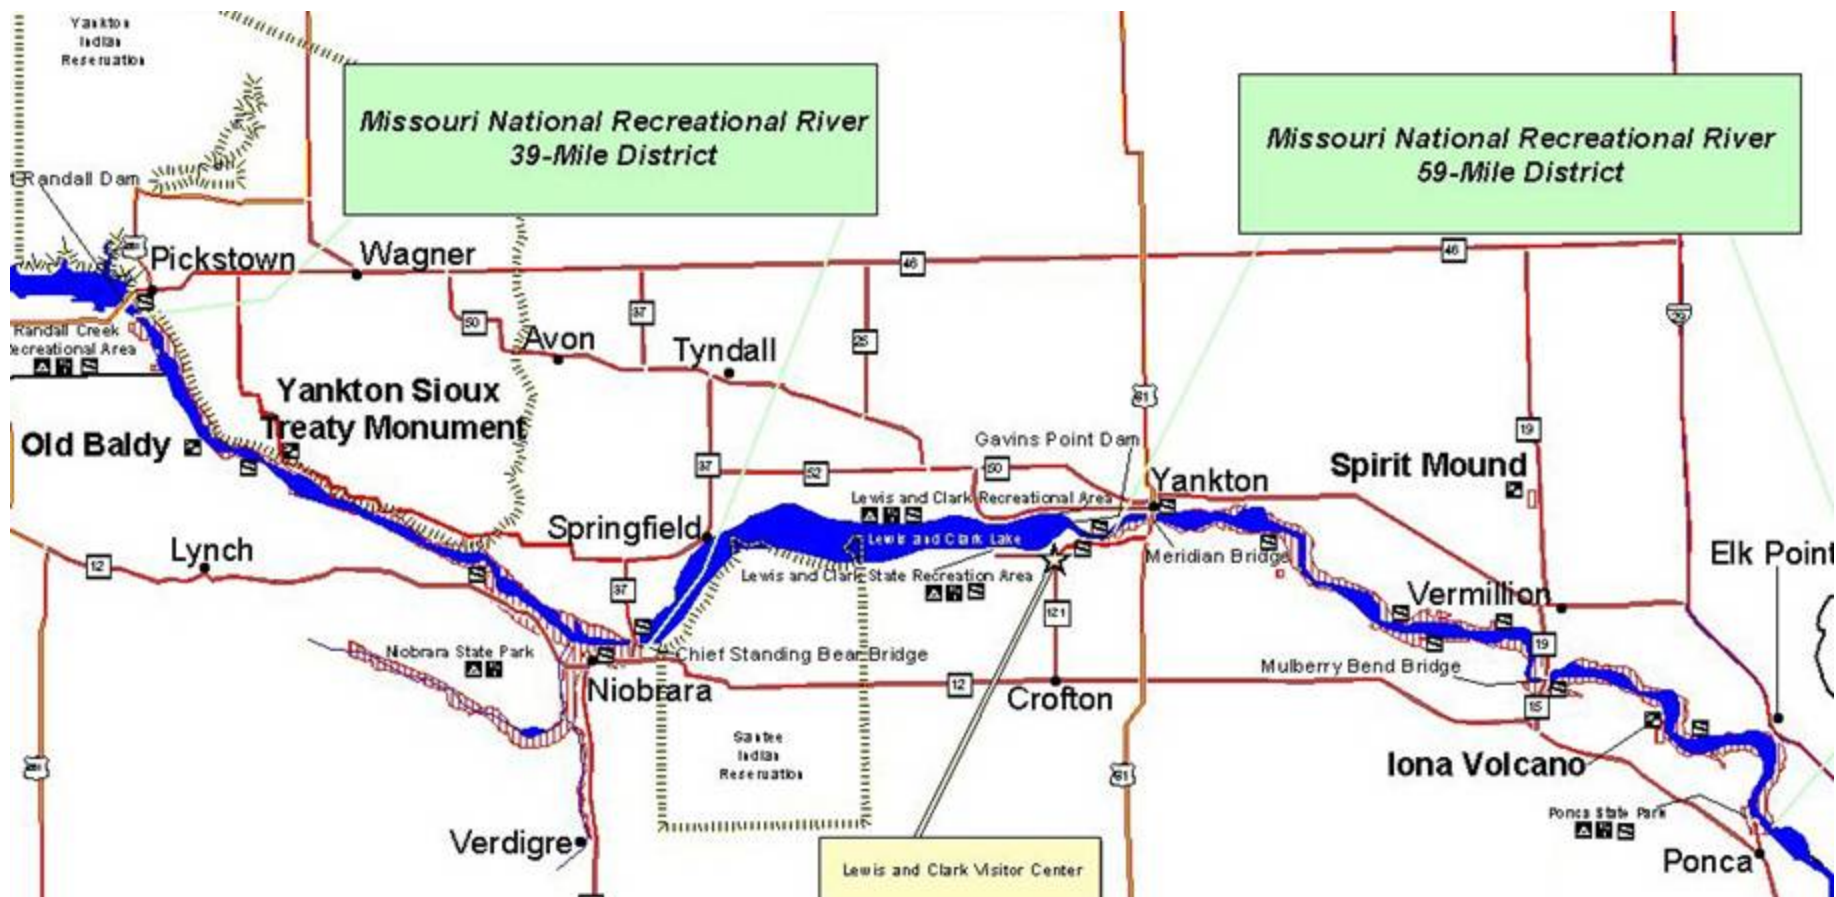 Yankton
Indian
Reservation
Missouri National Recreational River
39-Mile District
Missouri National Recreational River
59-Mile District
Randall Dam
Pickstown
Wagner
46
46
Randall Creek
ecreational Area
50
37
Avon
Tyndall
25
29
Yankton Sioux
Treaty Monument
Old Baldy
81
19
Gavins Point Dam
37
52
50
Yankton
Spirit Mound
Lewis and Clark Recreational Area
Springfield
Lewis and Clark Lake
Meridian Bridge
Elk Point
Lynch
12
Lewis and Clark State Recreation Area
37
121
Vermillion
19
Niobrara State Park
Chief Standing Bear Bridge
Mulberry Bend Bridge
Niobrara
12
Crofton
15
Santee
Indian
Reservation
81
Iona Volcano
Ponca State Park
Verdigre
Ponca
Lewis and Clark Visitor Center